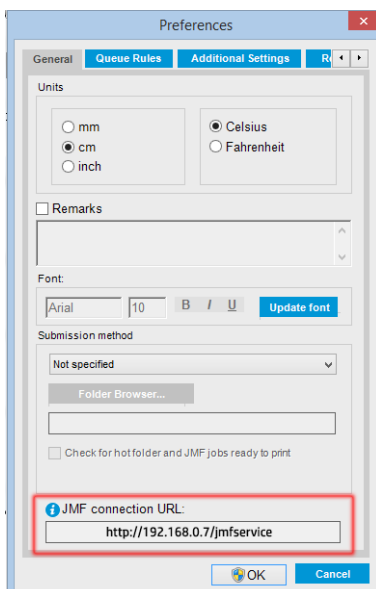 Preferences
General Queue Rules Additional Settings
Units
mm Celsius
cm Fahrenheit
inch
Remarks
Font:
Arial 10 B I U Update font
Submission method
Not specified
Folder Browser...
Check for hot folder and JMF jobs ready to print
JMF connection URL:
http://192.168.0.7/jmfservice
OK Cancel